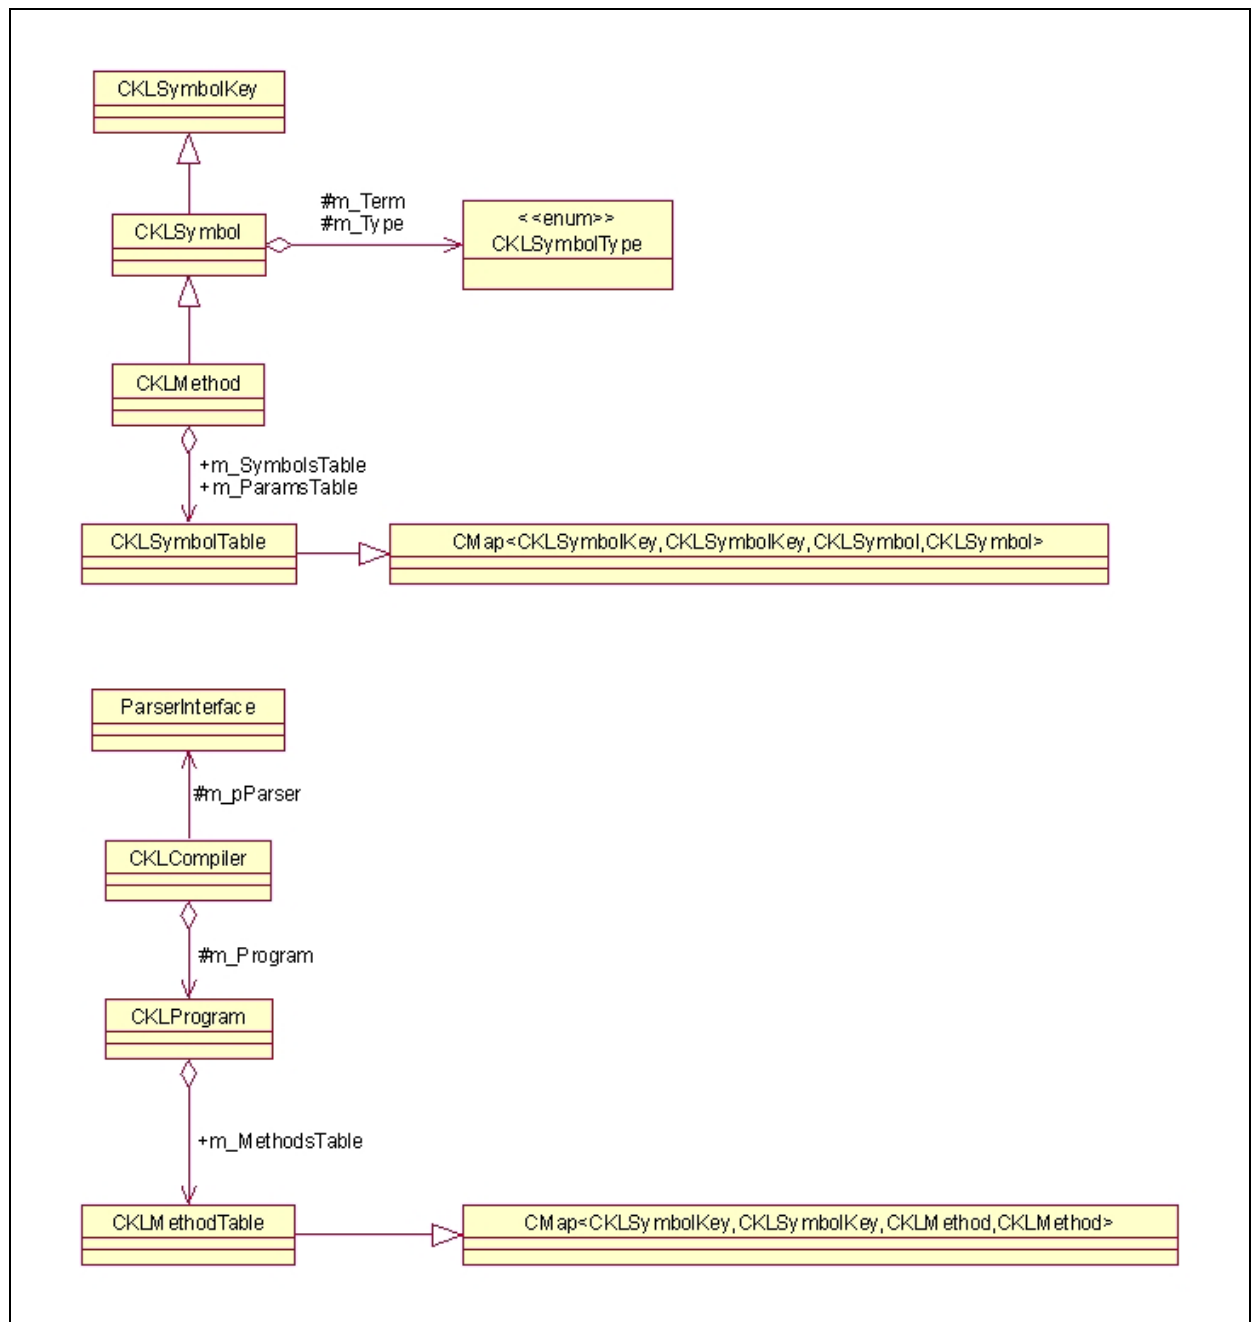 CKLSymbolKey
#m_Term
#m_Type
<<enum>>
CKLSymbolType
CKLSymbol
CKLMethod
+m_SymbolsTable
+m_ParamsTable
CKLSymbolTable
CMap<CKLSymbolKey,CKLSymbolKey,CKLSymbol,CKLSymbol>
ParserInterface
#m_pParser
CKLCompiler
#m_Program
CKLProgram
+m_MethodsTable
CKLMethodTable
CMap<CKLSymbolKey,CKLSymbolKey,CKLMethod,CKLMethod>